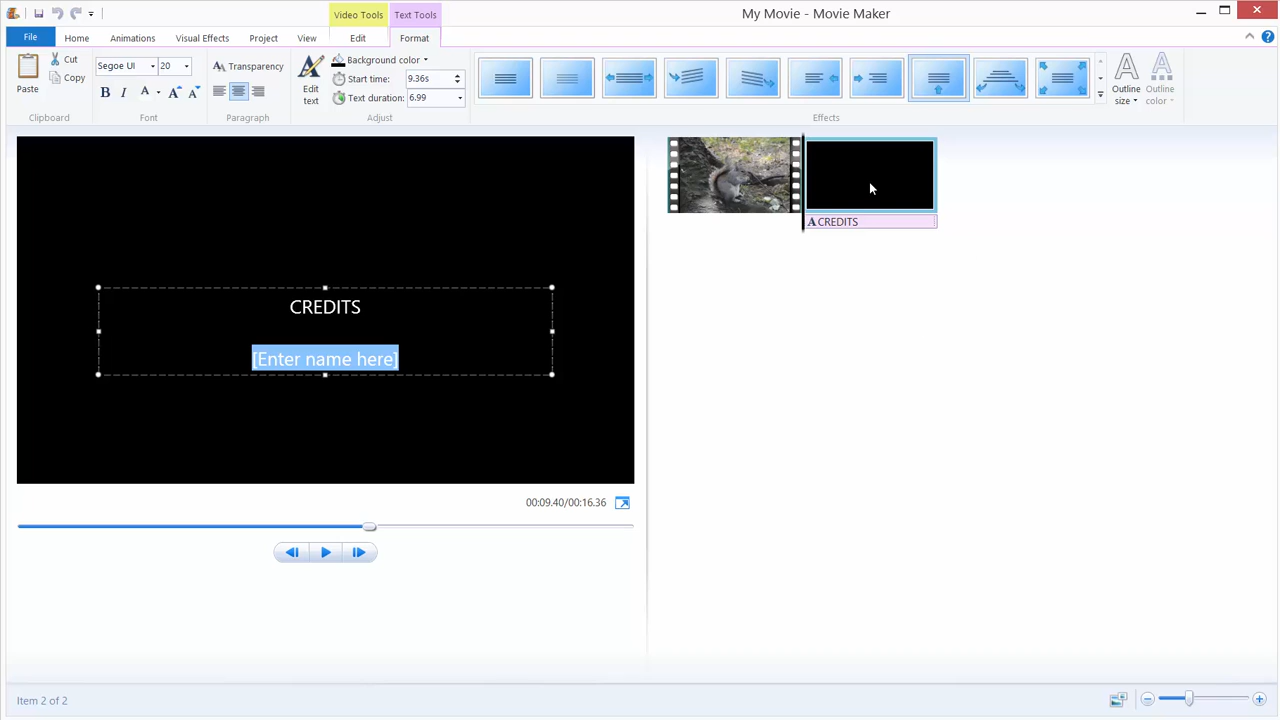 Video Tools
Text Tools
My Movie - Movie Maker
File
Home
Animations
Visual Effects
Project
View
Edit
Format
Paste
Cut
Copy
Clipboard
Segoe UI
20
B
I
A
A
A
Font
Transparency
Paragraph
A
Edit
text
Background color
Start time:
9.36s
Text duration:
6.99
Adjust
Effects
A
Outline
size
A
Outline
color
CREDITS
[Enter name here]
A CREDITS
00:09.40/00:16.36
Item 2 of 2